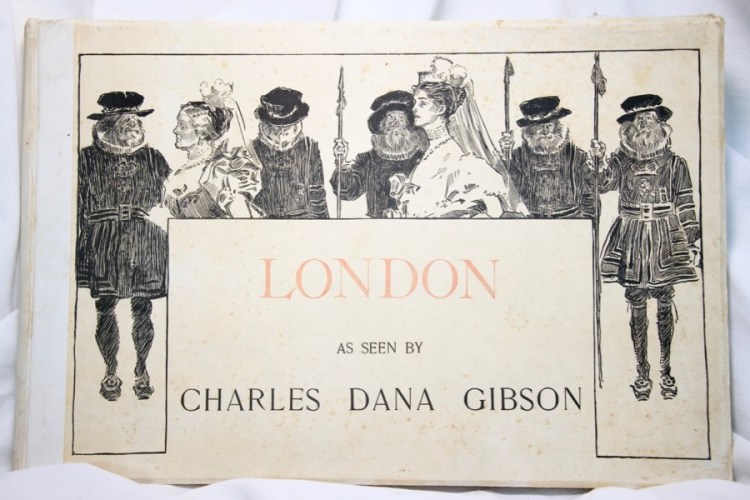 LONDON
AS SEEN BY
CHARLES DANA GIBSON